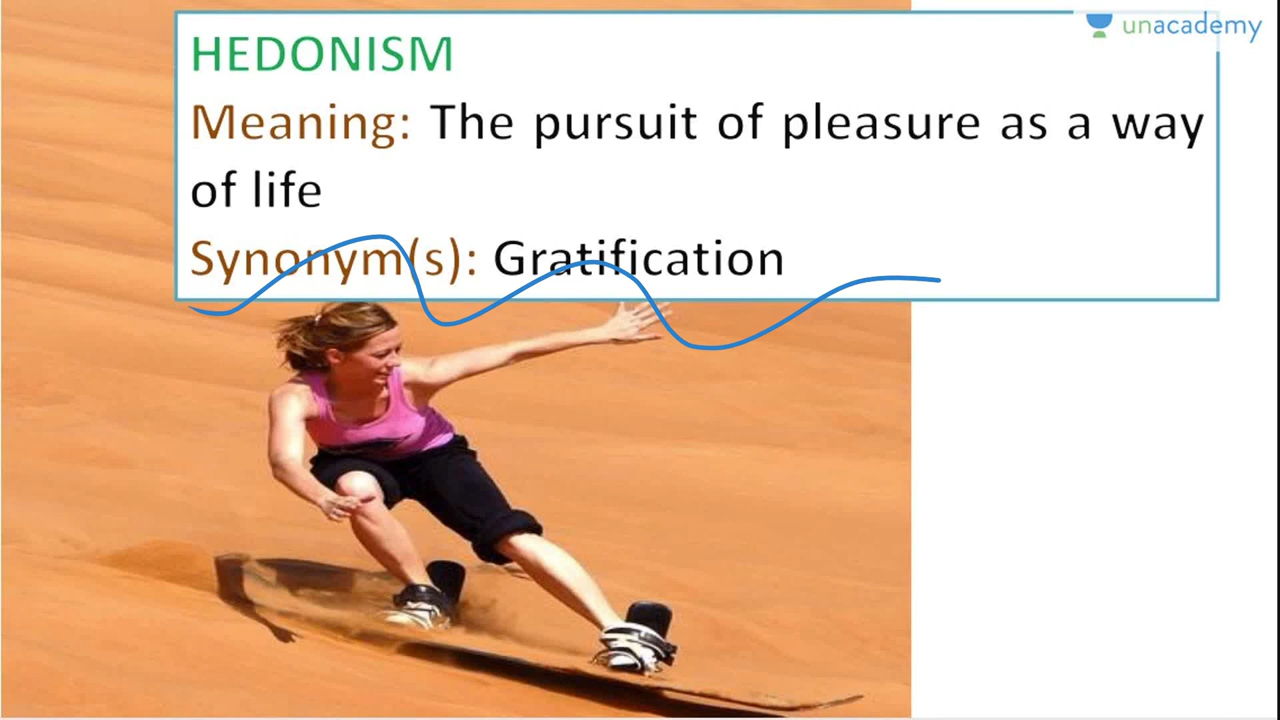 unacademy
HEDONISM
Meaning: The pursuit of pleasure as a way
of life
Synonym(s): Gratification